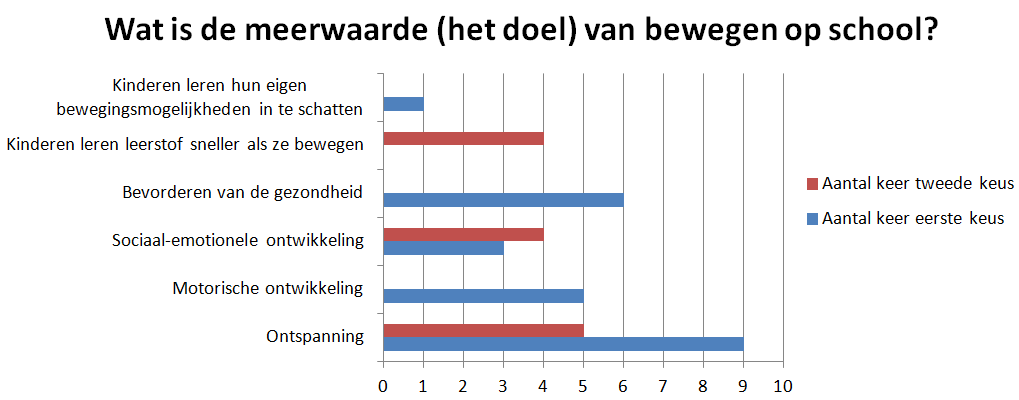 Wat is de meerwaarde (het doel) van bewegen op school?
Kinderen leren hun eigen
bewegingsmogelijkheden in te schatten
Kinderen leren leerstof sneller als ze bewegen
Bevorderen van de gezondheid
Sociaal-emotionele ontwikkeling
Motorische ontwikkeling
Ontspanning
0 1 2 3 4 5 6 7 8 9 10
Aantal keer tweede keus
Aantal keer eerste keus